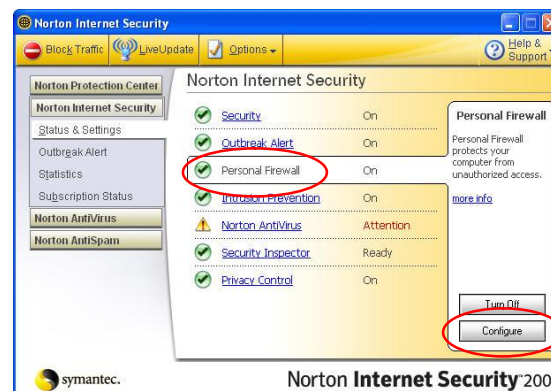 Norton Internet Security
Block Traffic LiveUpdate Options Help & Support
Norton Protection Center
Norton Internet Security
Status & Settings
Outbreak Alert
Statistics
Subscription Status
Norton AntiVirus
Norton AntiSpam
Norton Internet Security
Security On
Outbreak Alert On
Personal Firewall On
Intrusion Prevention On
Norton AntiVirus Attention
Security Inspector Ready
Privacy Control On
Personal Firewall
Personal Firewall
protects your
computer from
unauthorized access.
more info
Turn Off
Configure
symantec.
Norton Internet Security 200